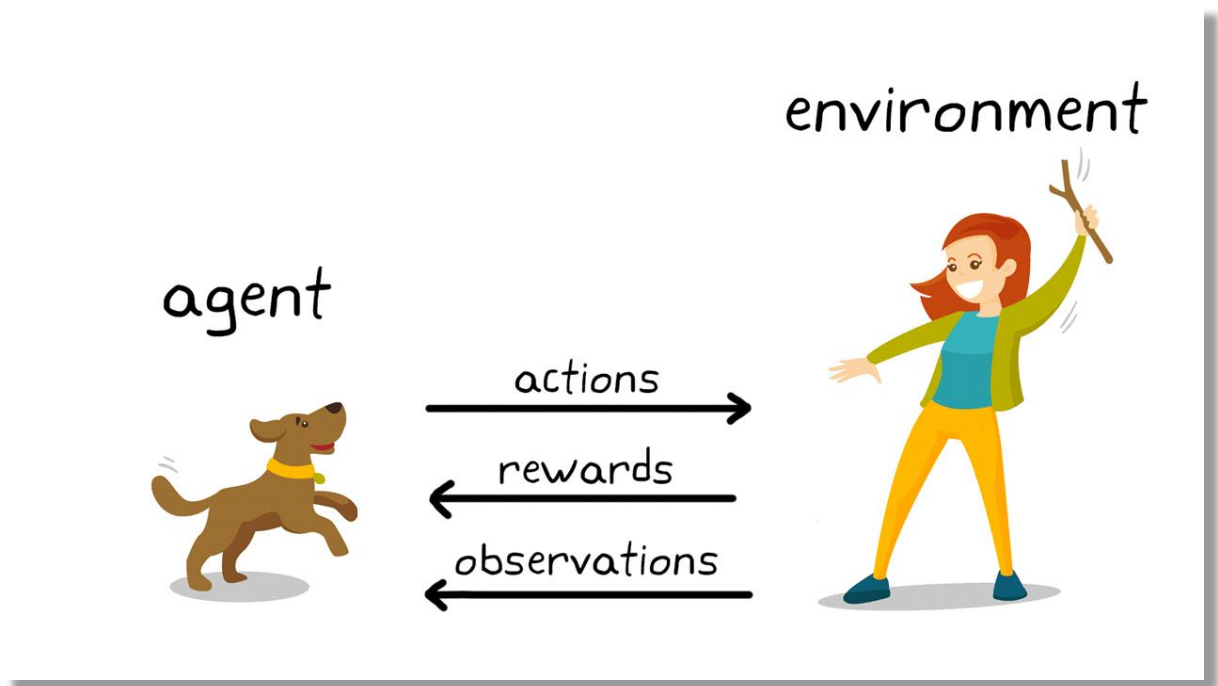 environment
agent
actions
rewards
observations